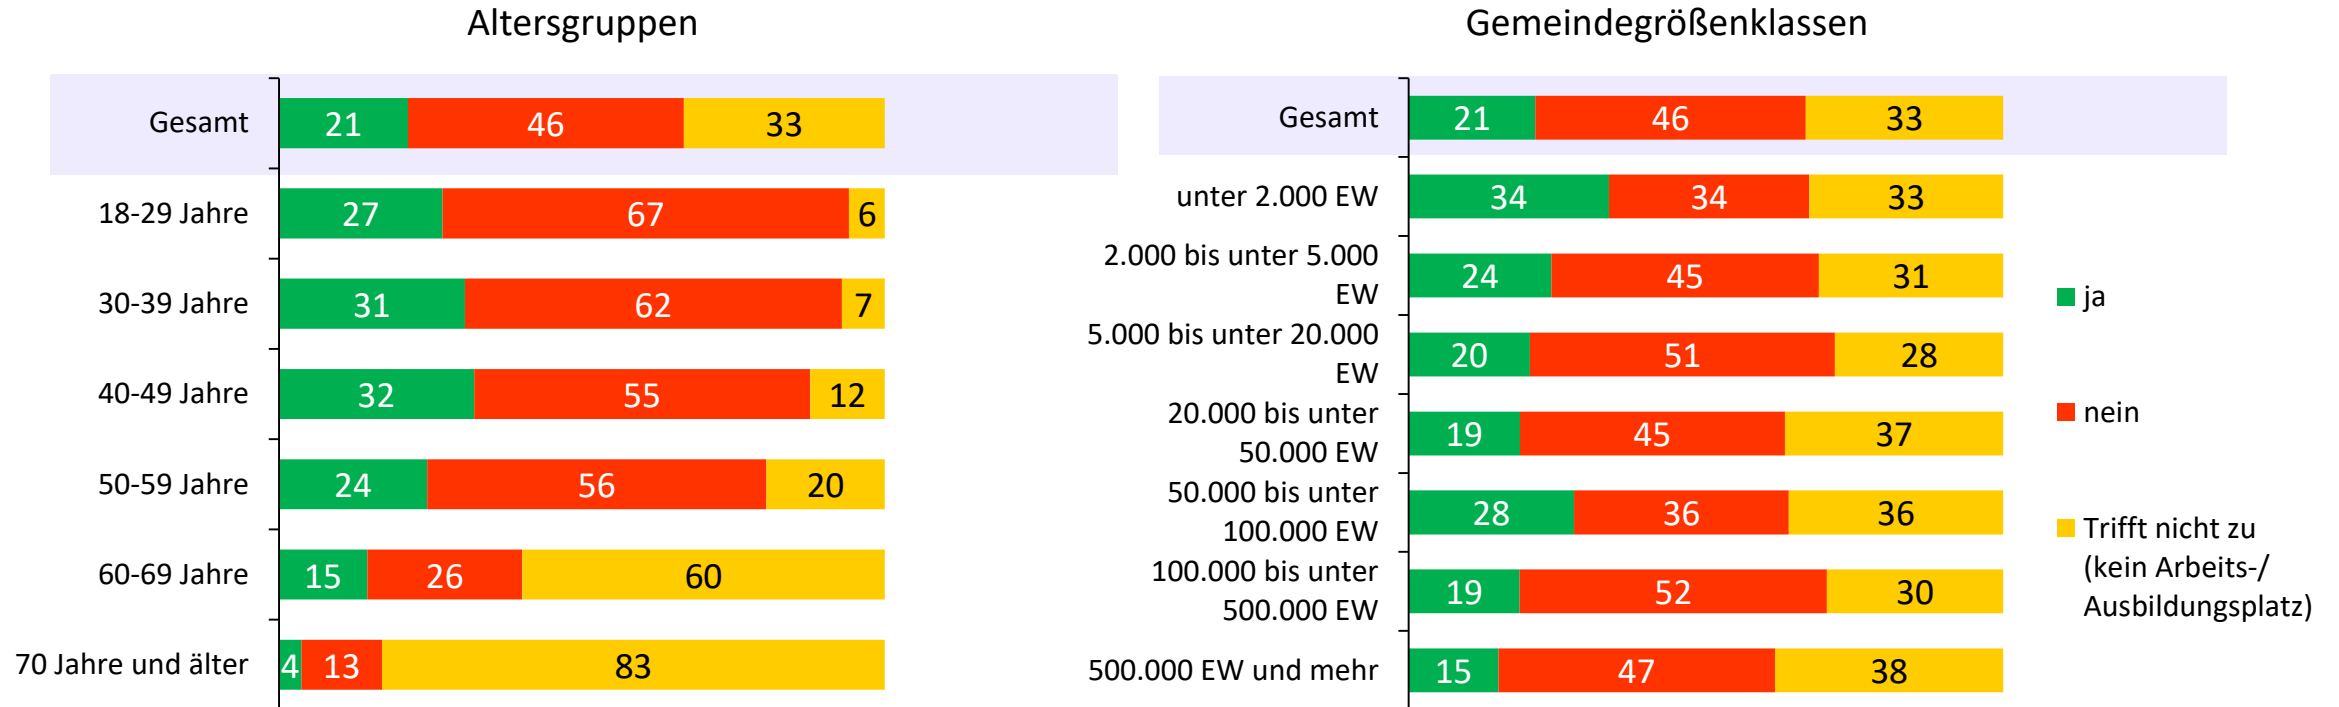 Altersgruppen
Gesamt
21 46 33
18-29 Jahre
27 67 6
30-39 Jahre
31 62 7
40-49 Jahre
32 55 12
50-59 Jahre
24 56 20
60-69 Jahre
15 26 60
70 Jahre und älter
4 13 83
Gemeindegrößenklassen
Gesamt
21 46 33
unter 2.000 EW
34 34 33
2.000 bis unter 5.000
EW
24 45 31
5.000 bis unter 20.000
EW
20 51 28
20.000 bis unter
50.000 EW
19 45 37
50.000 bis unter
100.000 EW
28 36 36
100.000 bis unter
500.000 EW
19 52 30
500.000 EW und mehr
15 47 38
ja
nein
Trifft nicht zu
(kein Arbeits-/
Ausbildungsplatz)